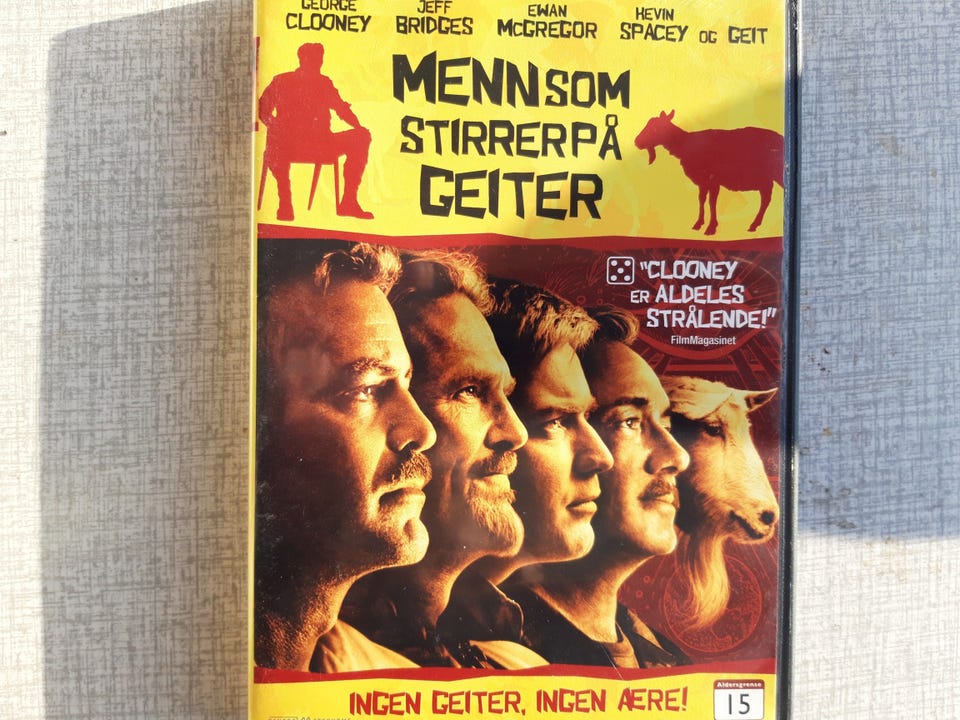 GEORGE JEFF EWAN KEVIN
CLOONEY BRIDGES McGREGOR SPACEY OG GEIT
MENN SOM
STIRRER PÅ
GEITER
"CLOONEY
ER ALDELES
STRÅLENDE!"
FilmMagasinet
INGEN GEITER, INGEN ÆRE!
Aldersgrense
15